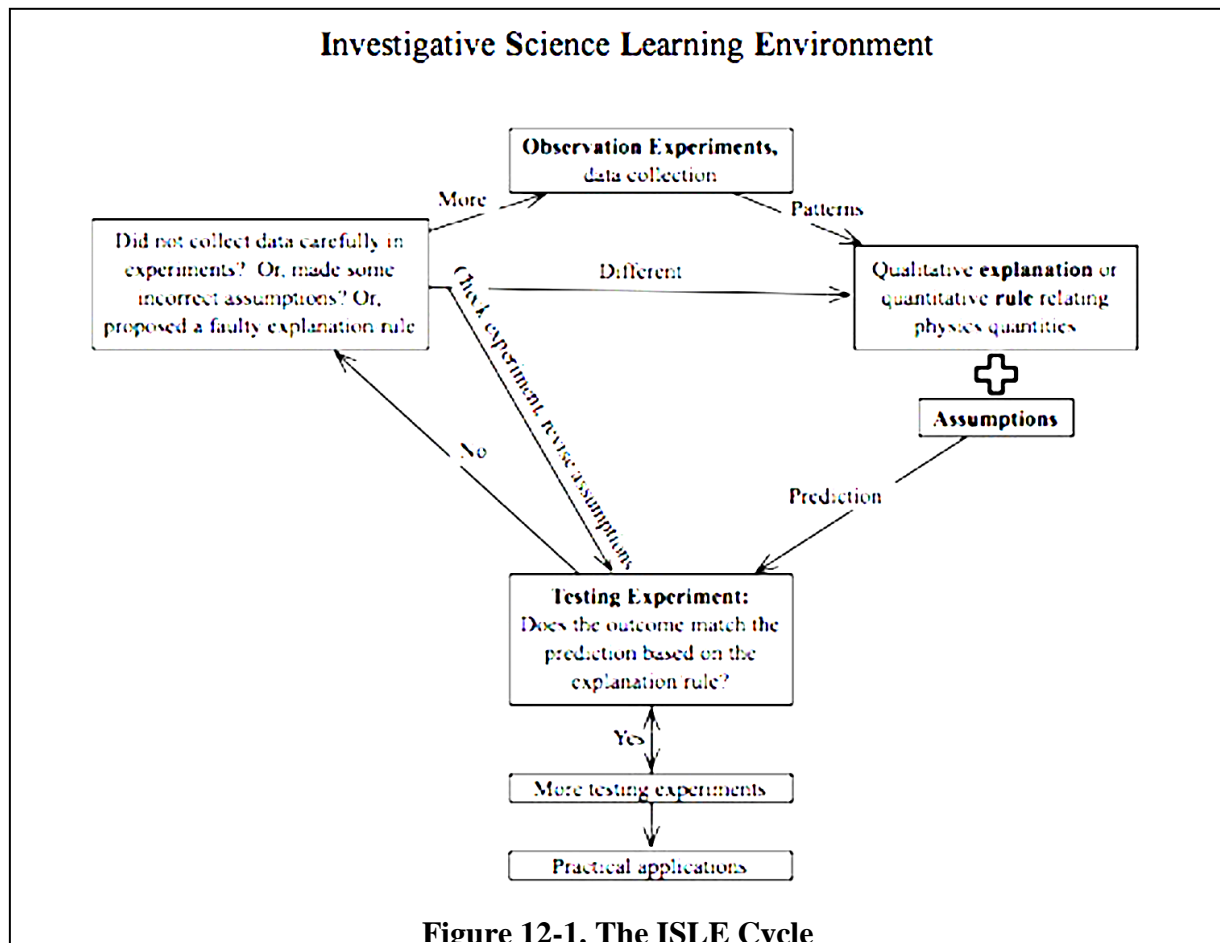 Investigative Science Learning Environment
Observation Experiments,
data collection
More
Patterns
Did not collect data carefully in
experiments? Or, made some
incorrect assumptions? Or,
proposed a faulty explanation rule
Different
Qualitative explanation or
quantitative rule relating
physics quantities
Check experiment, revise assumptions
Assumptions
No
Prediction
Testing Experiment:
Does the outcome match the
prediction based on the
explanation rule?
Yes
More testing experiments
Practical applications
Figure 12-1. The ISLE Cycle